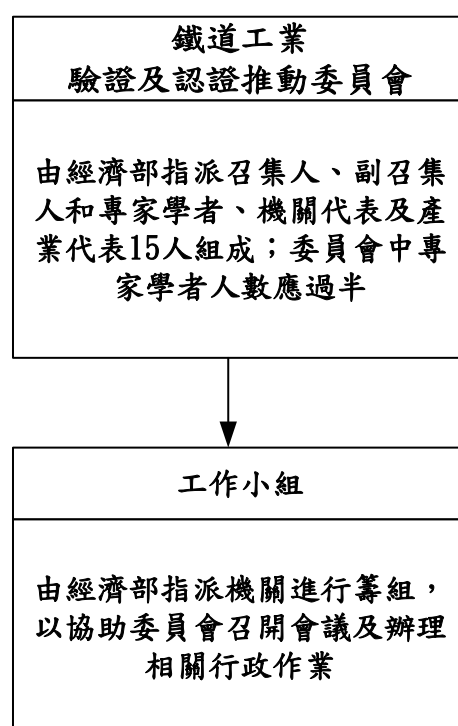 鐵道工業
驗證及認證推動委員會
由經濟部指派召集人、副召集
人和專家學者、機關代表及產
業代表15人組成；委員會中專
家學者人數應過半
工作小組
由經濟部指派機關進行籌組，
以協助委員會召開會議及辦理
相關行政作業